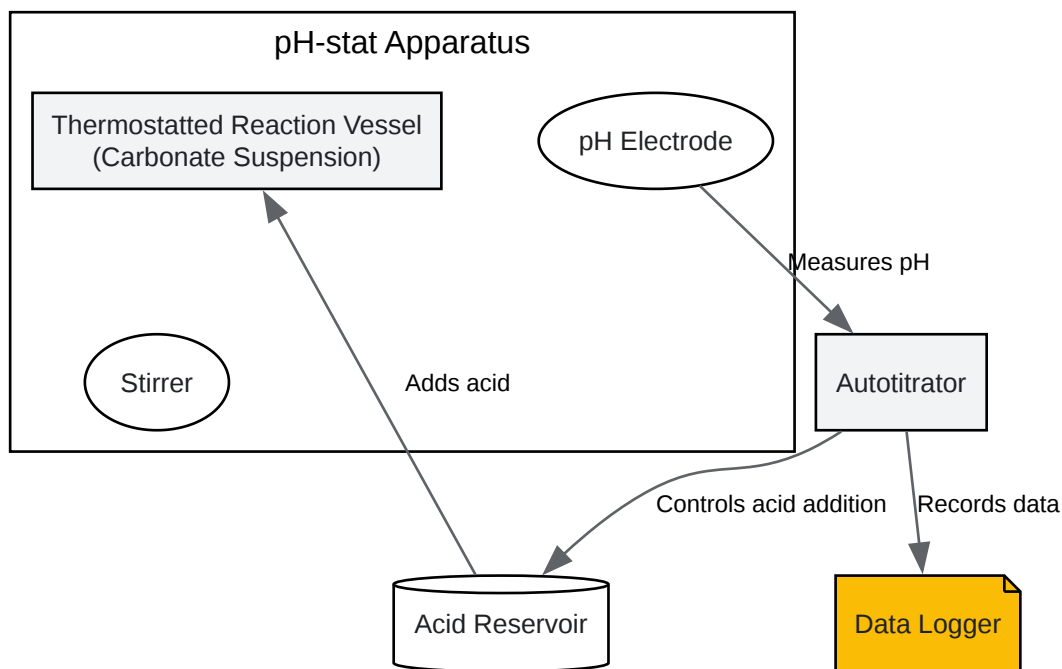 pH-stat Apparatus
Thermostatted Reaction Vessel
(Carbonate Suspension)
pH Electrode
Measures pH
Stirrer
Adds acid
Autotitrator
Controls acid addition
Records data
Acid Reservoir
Data Logger